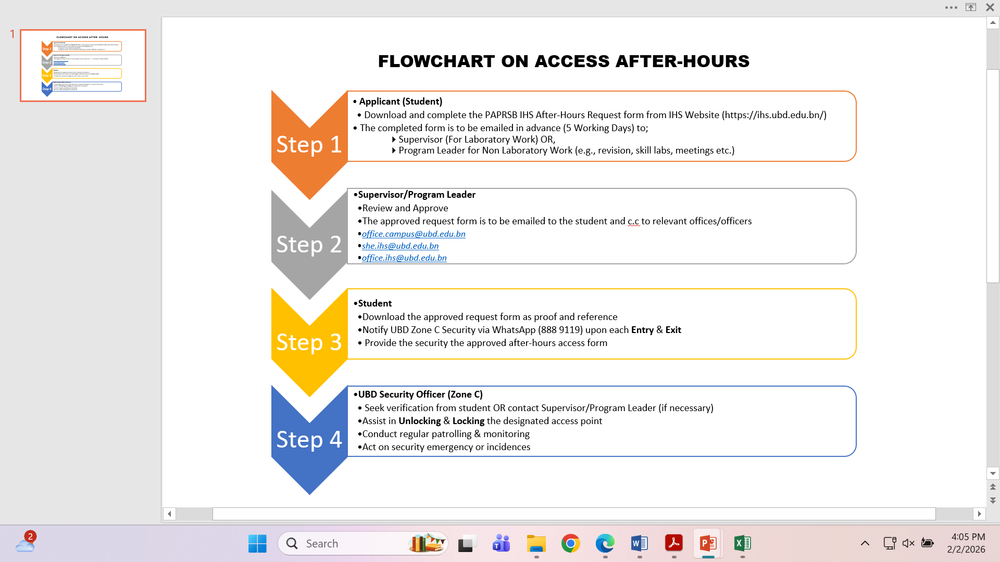 1
FLOWCHART ON ACCESS AFTER-HOURS
Step 1
• Applicant (Student)
• Download and complete the PAPRSB IHS After-Hours Request form from IHS Website (https://ihs.ubd.edu.bn/)
• The completed form is to be emailed in advance (5 Working Days) to;
Supervisor (For Laboratory Work) OR,
Program Leader for Non Laboratory Work (e.g., revision, skill labs, meetings etc.)
Step 2
•Supervisor/Program Leader
•Review and Approve
•The approved request form is to be emailed to the student and c.c to relevant offices/officers
•office.campus@ubd.edu.bn
•she.ihs@ubd.edu.bn
•office.ihs@ubd.edu.bn
Step 3
•Student
•Download the approved request form as proof and reference
•Notify UBD Zone C Security via WhatsApp (888 9119) upon each Entry & Exit
• Provide the security the approved after-hours access form
Step 4
•UBD Security Officer (Zone C)
• Seek verification from student OR contact Supervisor/Program Leader (if necessary)
•Assist in Unlocking & Locking the designated access point
•Conduct regular patrolling & monitoring
•Act on security emergency or incidences
2
Search
4:05 PM
2/2/2026